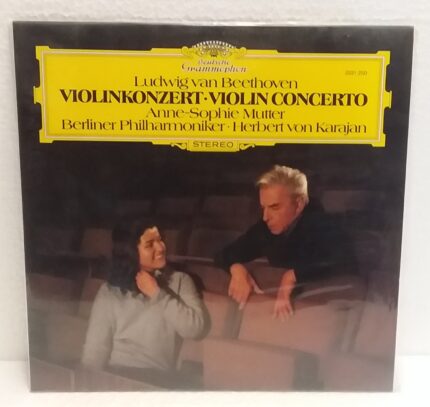 Deutsche
Grammophon
Ludwig van Beethoven
VIOLINKONZERT · VIOLIN CONCERTO
Anne-Sophie Mutter
Berliner Philharmoniker · Herbert von Karajan
STEREO